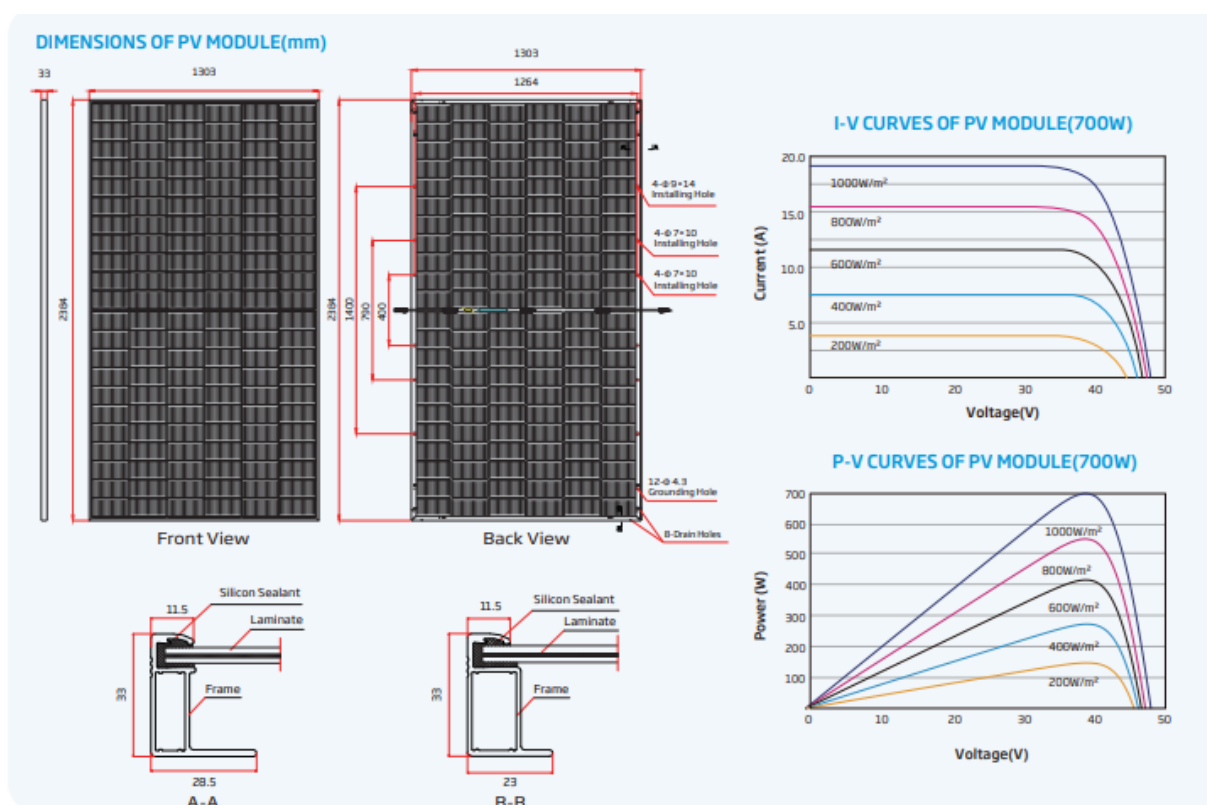 DIMENSIONS OF PV MODULE(mm)
33
1303
2384
Front View
1303
1264
2384
1400
790
400
4-Φ9×14
Installing Hole
4-Φ7×10
Installing Hole
4-Φ7×10
Installing Hole
12-Φ4.3
Grounding Hole
8-Drain Holes
Back View
11.5
Silicon Sealant
Laminate
Frame
33
28.5
A-A
11.5
Silicon Sealant
Laminate
Frame
33
23
B-B
I-V CURVES OF PV MODULE(700W)
Current (A)
20.0
15.0
10.0
5.0
1000W/m²
800W/m²
600W/m²
400W/m²
200W/m²
0 10 20 30 40 50
Voltage(V)
P-V CURVES OF PV MODULE(700W)
Power (W)
700
600
500
400
300
200
100
1000W/m²
800W/m²
600W/m²
400W/m²
200W/m²
0 10 20 30 40 50
Voltage(V)